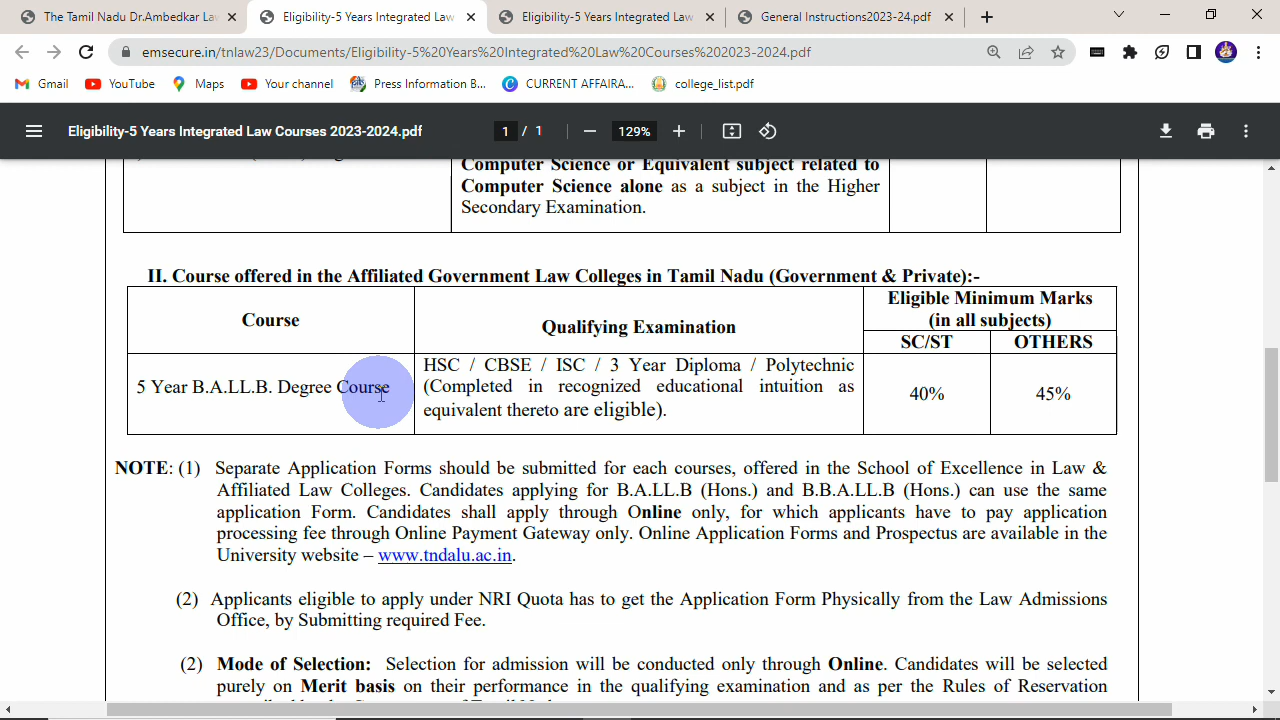 The Tamil Nadu Dr.Ambedkar La
Eligibility-5 Years Integrated Law
Eligibility-5 Years Integrated Law
General Instructions2023-24.pdf
emsecure.in/tnlaw23/Documents/Eligibility-5%20Years%20Integrated%20Law%20Courses%202023-2024.pdf
Gmail YouTube Maps Your channel Press Information B... CURRENT AFFAIRA... college_list.pdf
Eligibility-5 Years Integrated Law Courses 2023-2024.pdf 1 / 1 129%
Computer Science or Equivalent subject related to
Computer Science alone as a subject in the Higher
Secondary Examination.
II. Course offered in the Affiliated Government Law Colleges in Tamil Nadu (Government & Private):-
Course
Qualifying Examination
Eligible Minimum Marks
(in all subjects)
SC/ST OTHERS
5 Year B.A.LL.B. Degree Course
HSC / CBSE / ISC / 3 Year Diploma / Polytechnic
(Completed in recognized educational intuition as
equivalent thereto are eligible).
40% 45%
NOTE: (1) Separate Application Forms should be submitted for each courses, offered in the School of Excellence in Law &
Affiliated Law Colleges. Candidates applying for B.A.LL.B (Hons.) and B.B.A.LL.B (Hons.) can use the same
application Form. Candidates shall apply through Online only, for which applicants have to pay application
processing fee through Online Payment Gateway only. Online Application Forms and Prospectus are available in the
University website – www.tndalu.ac.in.
(2) Applicants eligible to apply under NRI Quota has to get the Application Form Physically from the Law Admissions
Office, by Submitting required Fee.
(2) Mode of Selection: Selection for admission will be conducted only through Online. Candidates will be selected
purely on Merit basis on their performance in the qualifying examination and as per the Rules of Reservation